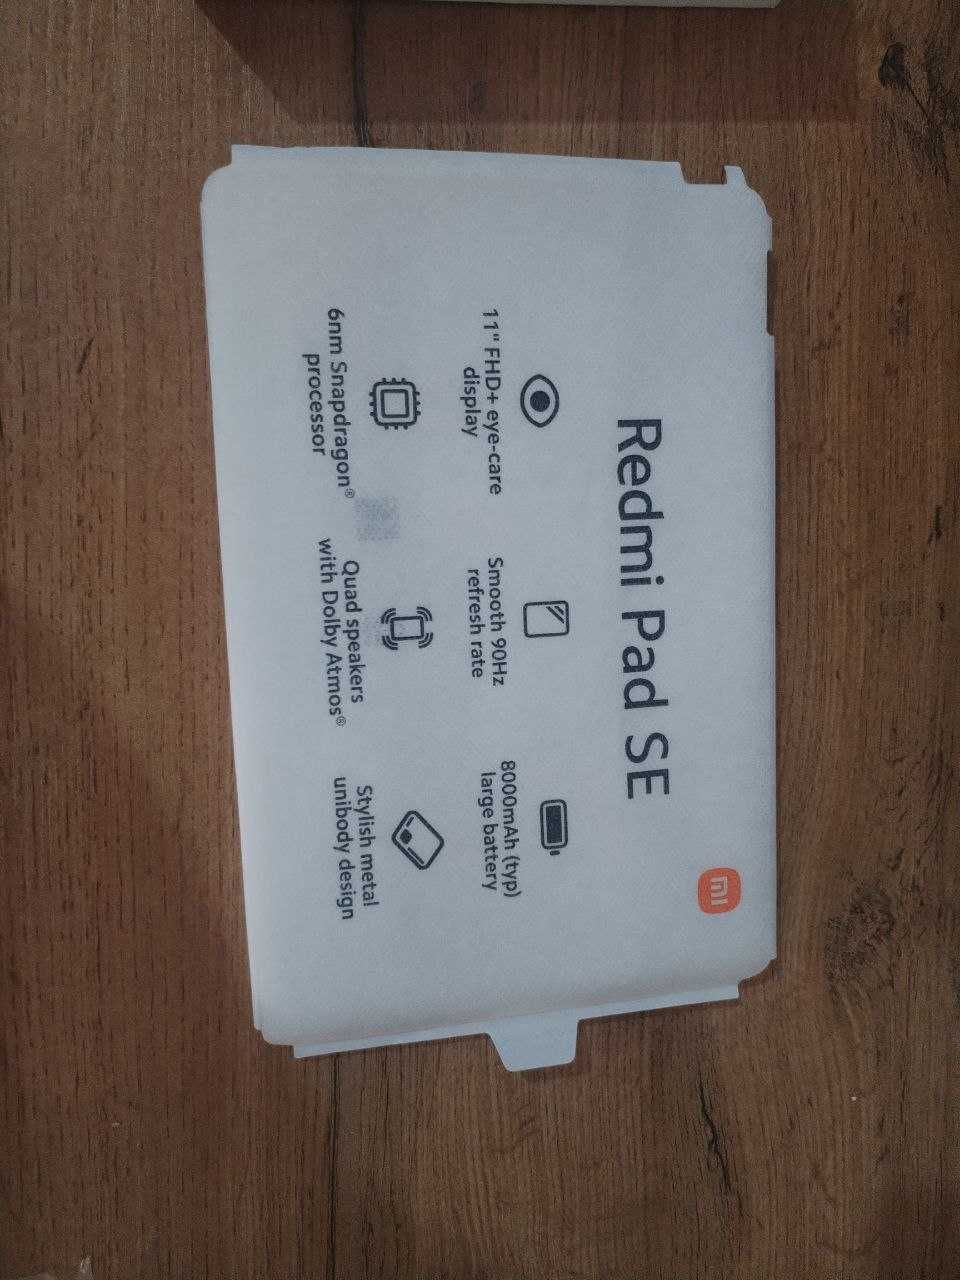 mi
Redmi Pad SE
11" FHD+ eye-care
display
Smooth 90Hz
refresh rate
8000mAh (typ)
large battery
6nm Snapdragon®
processor
Quad speakers
with Dolby Atmos®
Stylish metal
unibody design